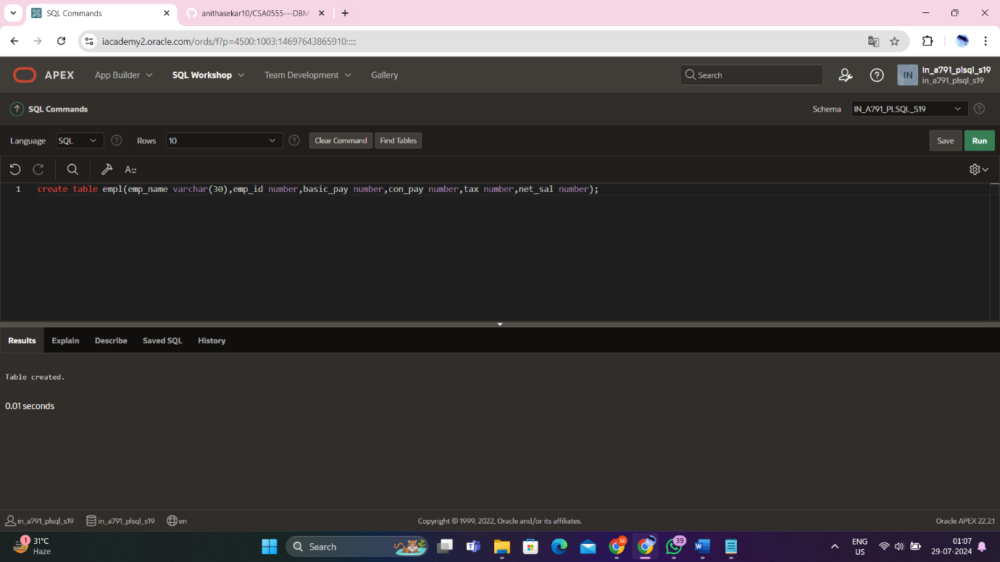 SQL Commands
anithasekar10/CSA0555---DBM
iacademy2.oracle.com/ords/f?p=4500:1003:14697643865910:::::
APEX App Builder SQL Workshop Team Development Gallery Search IN in_a791_plsql_s19
in_a791_plsql_s19
SQL Commands Schema IN_A791_PLSQL_S19
Language SQL Rows 10 Clear Command Find Tables Save Run
A::
1 create table empl(emp_name varchar(30),emp_id number,basic_pay number,con_pay number,tax number,net_sal number);
Results Explain Describe Saved SQL History
Table created.
0.01 seconds
in_a791_plsql_s19 in_a791_plsql_s19 en Copyright © 1999, 2022, Oracle and/or its affiliates. Oracle APEX 22.2.1
1 31°C
Haze
Search
M
39
ENG
US
01:07
29-07-2024